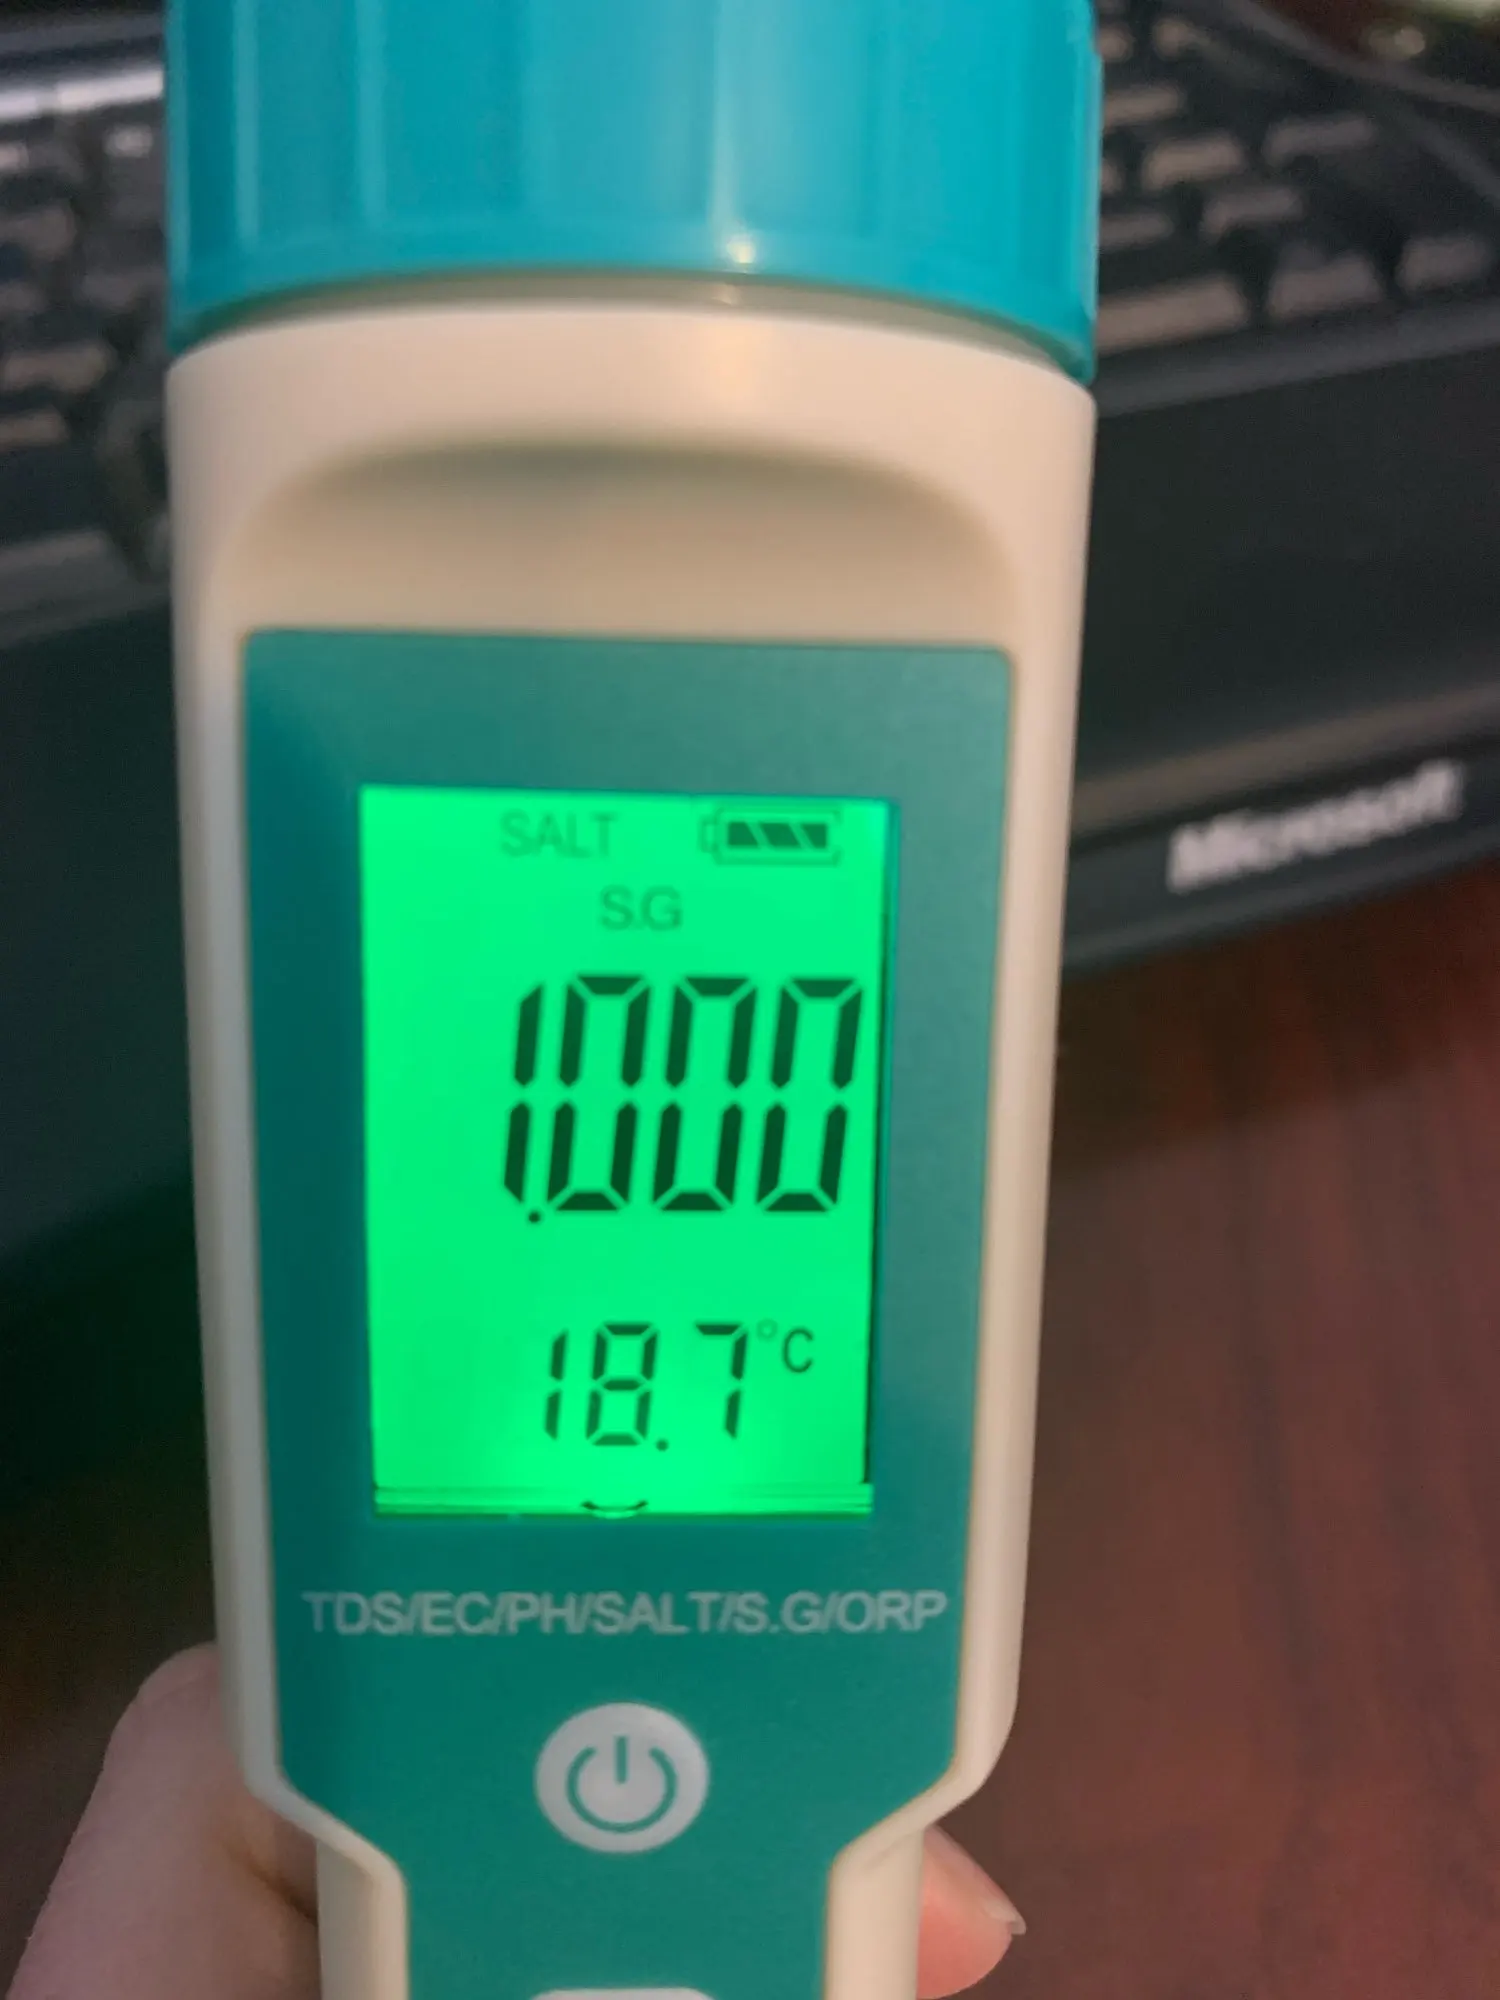 SALT
S.G
1.000
18.7°C
TDS/EC/PH/SALT/S.G/ORP
Microsoft